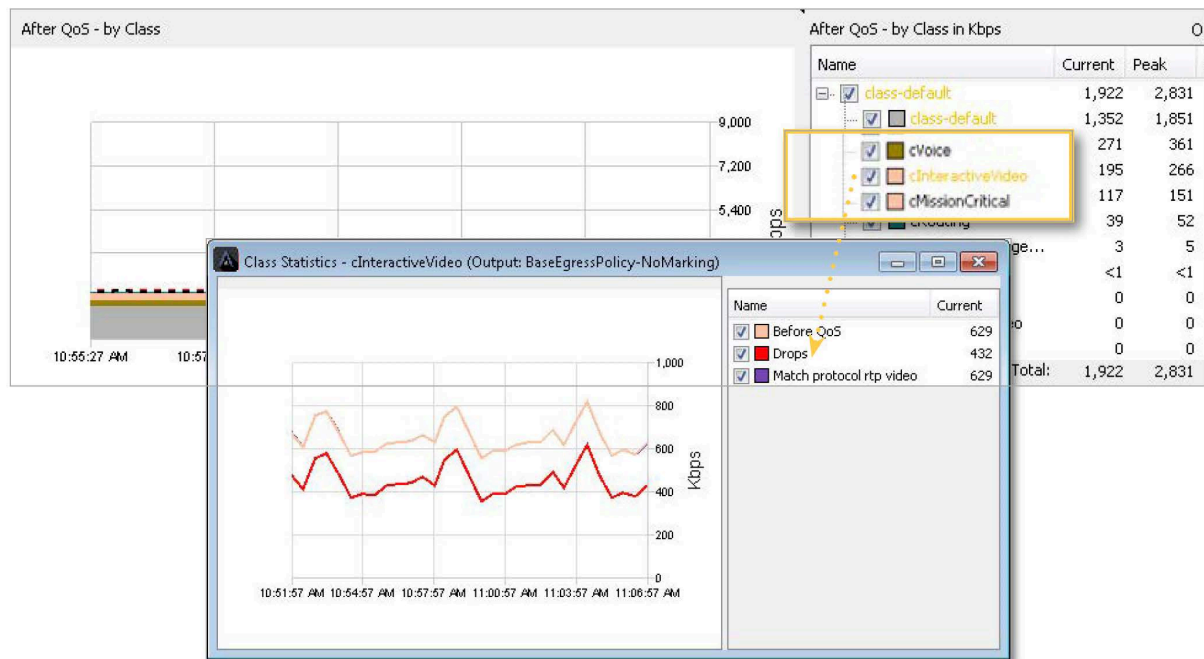 After QoS - by Class
9,000
7,200
5,400
10:55:27 AM
After QoS - by Class in Kbps
Name Current Peak
class-default 1,922 2,831
class-default 1,352 1,851
cVoice 271 361
cInteractiveVideo 195 266
cMissionCritical 117 151
cRouting 39 52
3 5
<1 <1
0 0
0 0
0 0
Total: 1,922 2,831
Class Statistics - cInteractiveVideo (Output: BaseEgressPolicy-NoMarking)
1,000
800
600
400
200
0
Kbps
10:51:57 AM 10:54:57 AM 10:57:57 AM 11:00:57 AM 11:03:57 AM 11:06:57 AM
Name Current
Before QoS 629
Drops 432
Match protocol rtp video 629